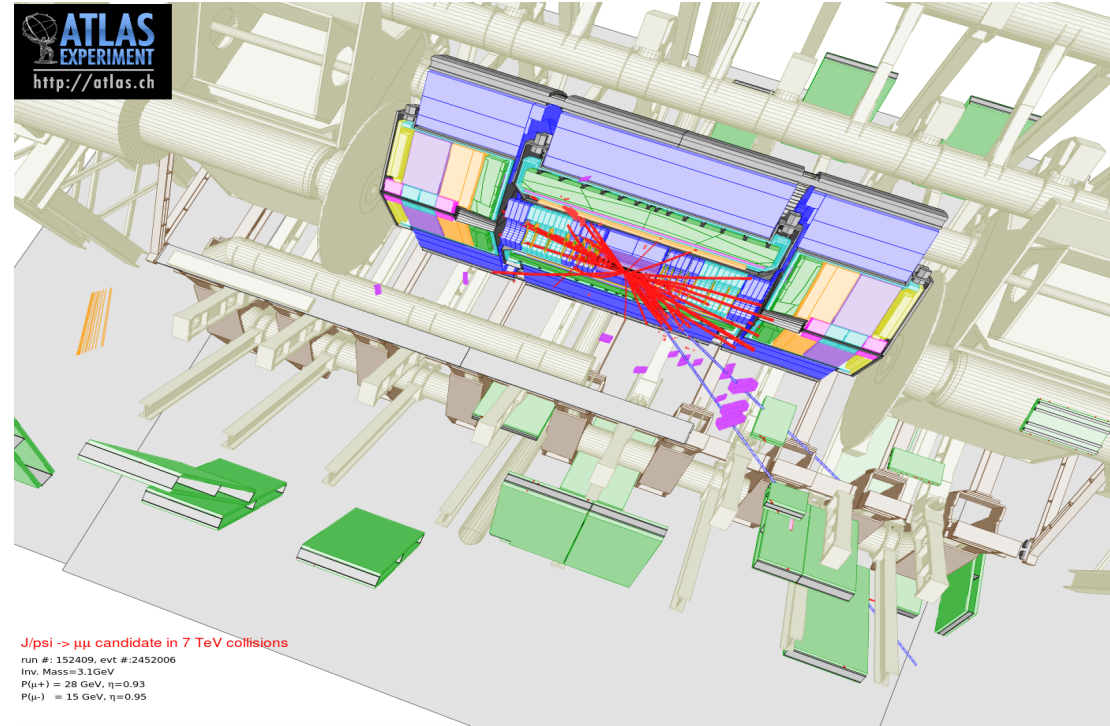 ATLAS
EXPERIMENT
http://atlas.ch
J/psi -> μμ candidate in 7 TeV collisions
run #: 152409, evt #:2452006
Inv. Mass=3.1GeV
P(μ+) = 28 GeV, η=0.93
P(μ-) = 15 GeV, η=0.95